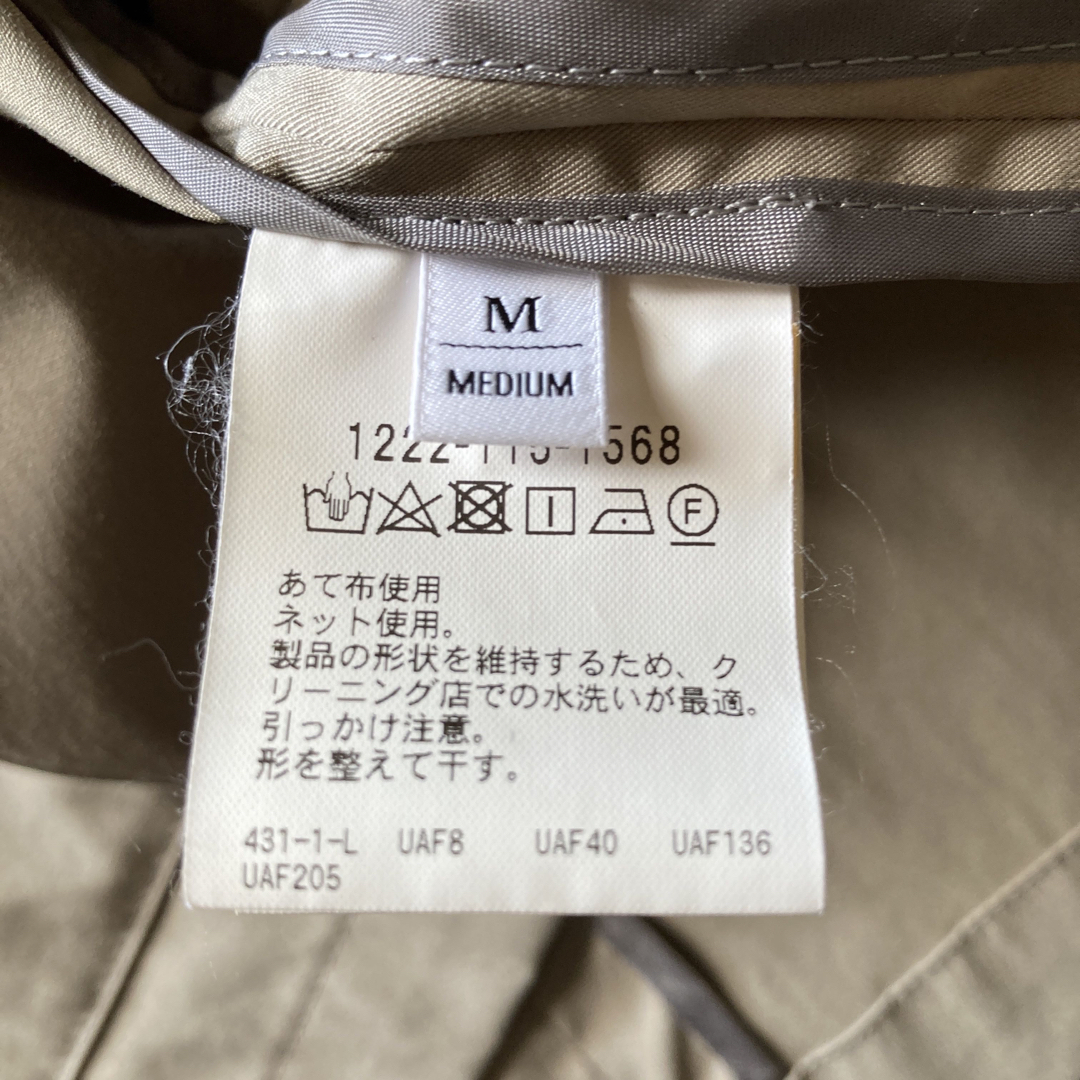 M
MEDIUM
1222-115-1568
あて布使用
ネット使用。
製品の形状を維持するため、ク
リーニング店での水洗いが最適。
引っかけ注意。
形を整えて干す。
431-1-L UAF8 UAF40 UAF136
UAF205